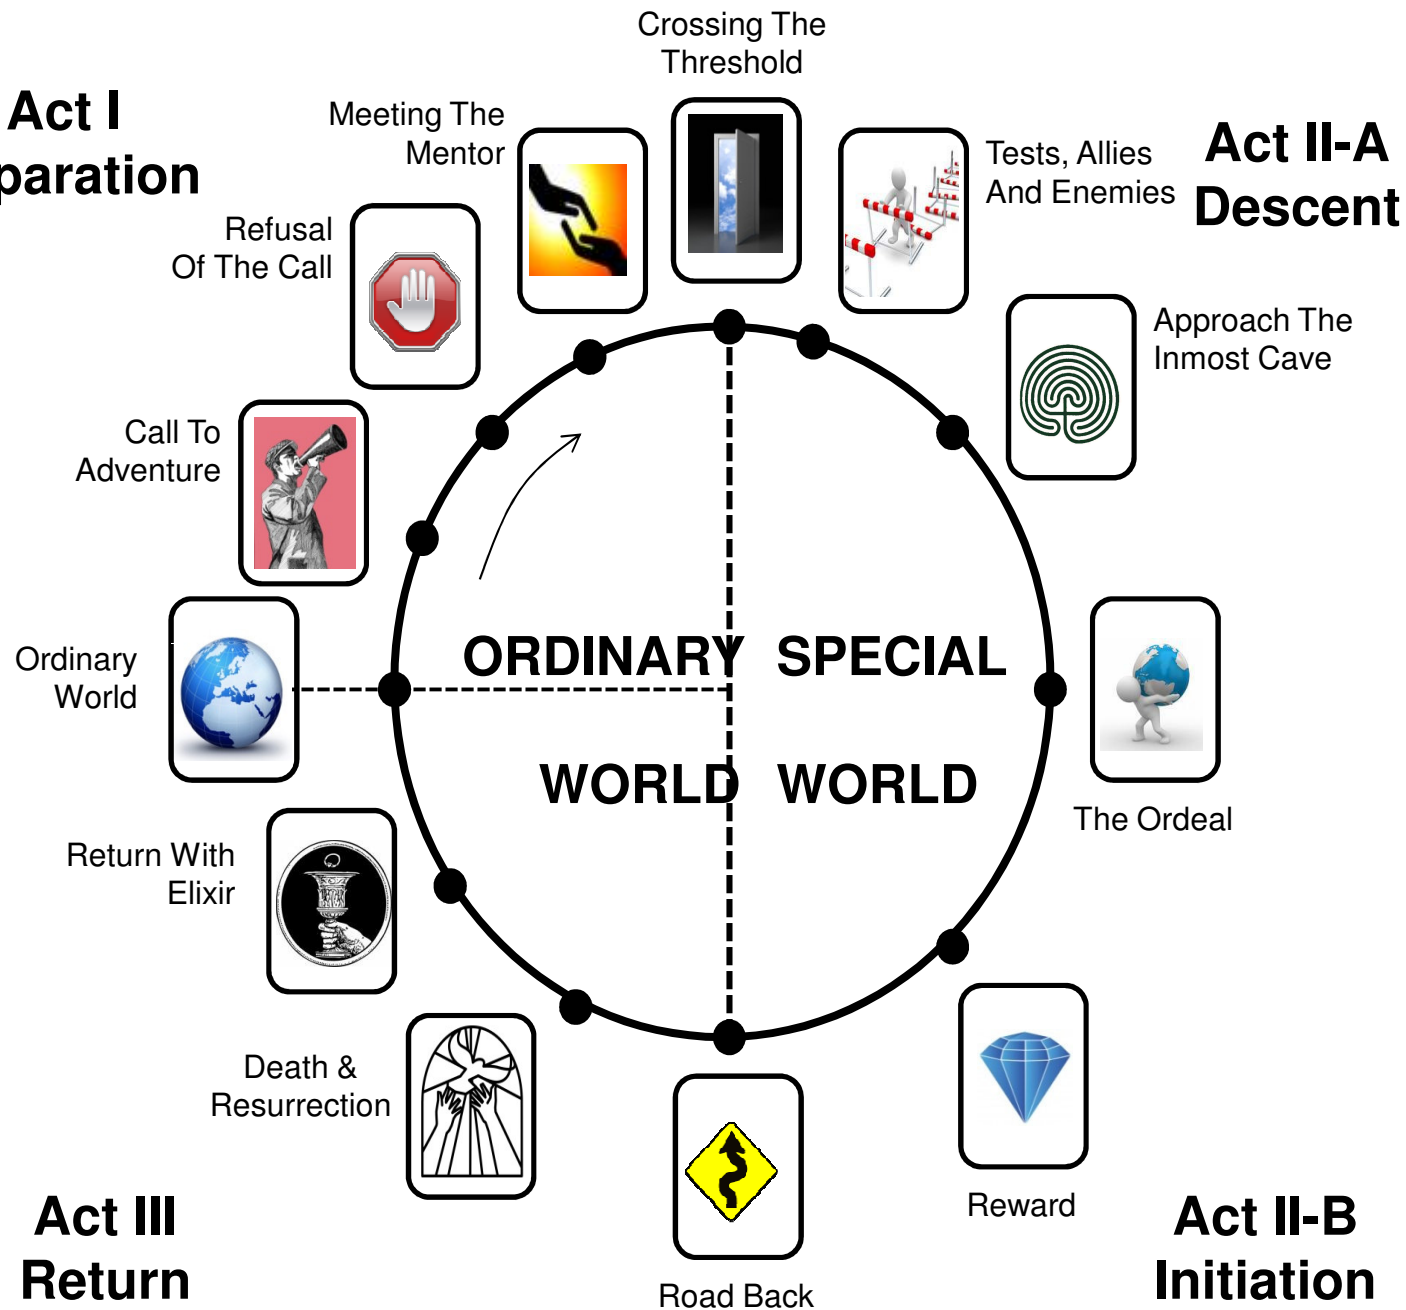 Crossing The
Threshold
Act I
paration
Meeting The
Mentor
Tests, Allies
And Enemies
Act II-A
Descent
Refusal
Of The Call
Approach The
Inmost Cave
Call To
Adventure
Ordinary
World
ORDINARY SPECIAL
WORLD WORLD
The Ordeal
Return With
Elixir
Death &
Resurrection
Reward
Act III
Return
Act II-B
Initiation
Road Back